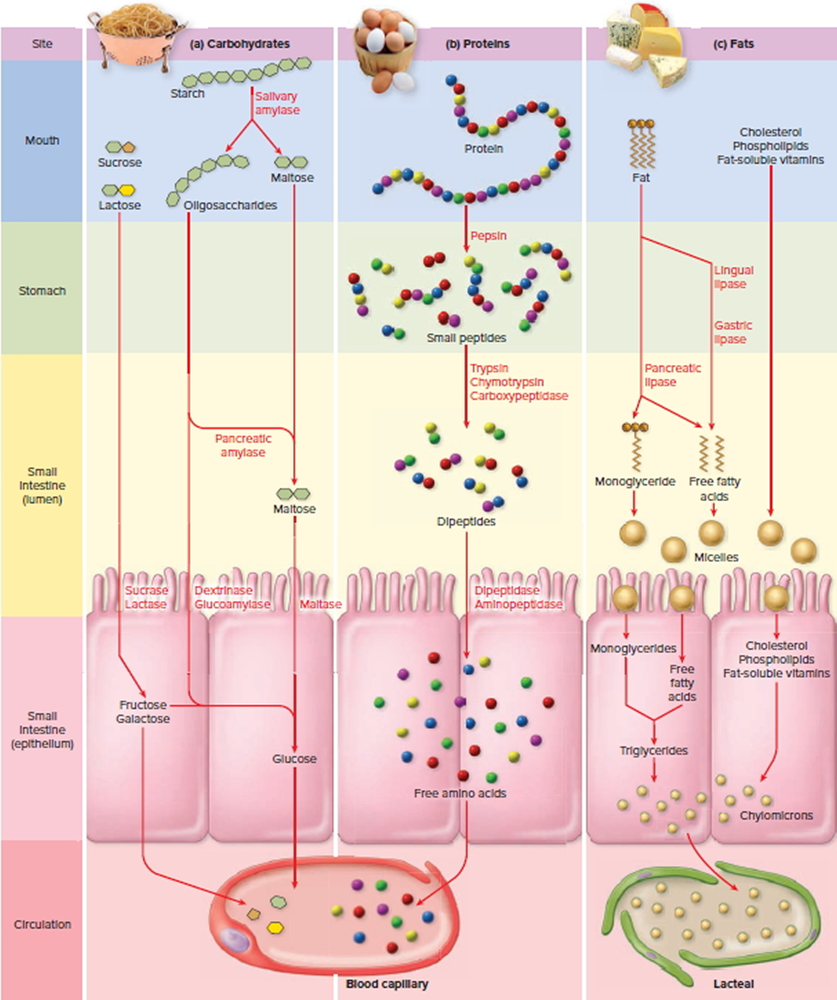 Site
(a) Carbohydrates
(b) Proteins
(c) Fats
Mouth
Starch
Salivary
amylase
Sucrose
Lactose
Oligosaccharides
Maltose
Protein
Fat
Cholesterol
Phospholipids
Fat-soluble vitamins
Stomach
Pepsin
Small peptides
Lingual
lipase
Gastric
lipase
Small
intestine
(lumen)
Pancreatic
amylase
Maltose
Trypsin
Chymotrypsin
Carboxypeptidase
Dipeptides
Pancreatic
lipase
Monoglyceride
Free fatty
acids
Micelles
Sucrase
Lactase
Dextrinase
Glucoamylase
Maltase
Dipeptidase
Aminopeptidase
Small
intestine
(epithelium)
Fructose
Galactose
Glucose
Free amino acids
Monoglycerides
Free
fatty
acids
Triglycerides
Cholesterol
Phospholipids
Fat-soluble vitamins
Chylomicrons
Circulation
Blood capillary
Lacteal